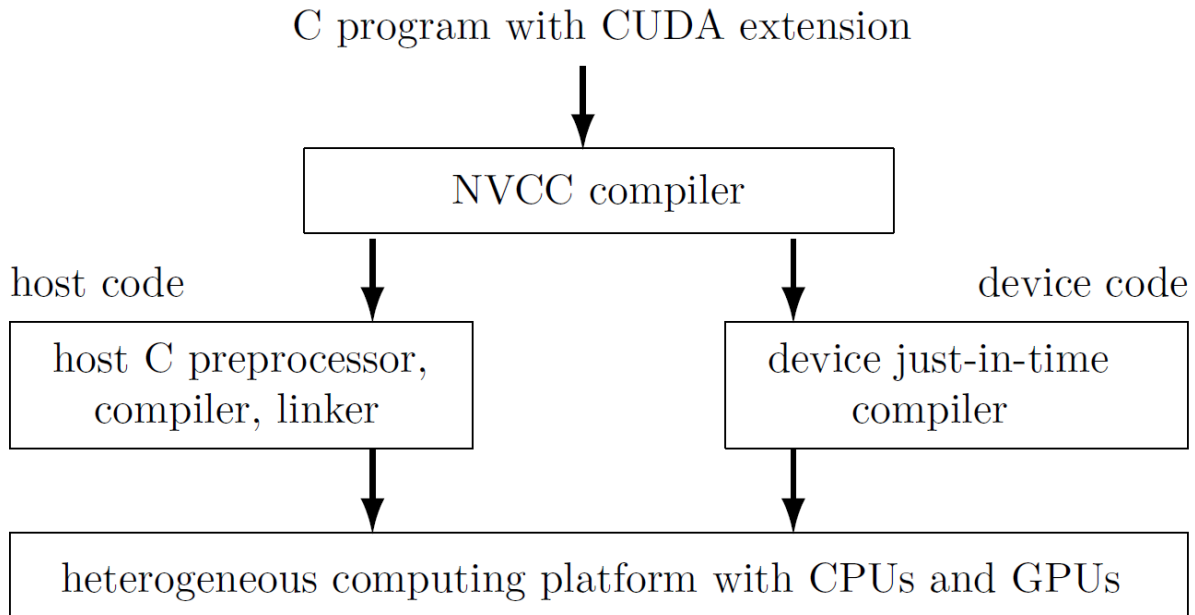 C program with CUDA extension
NVCC compiler
host code
device code
host C preprocessor,
compiler, linker
device just-in-time
compiler
heterogeneous computing platform with CPUs and GPUs